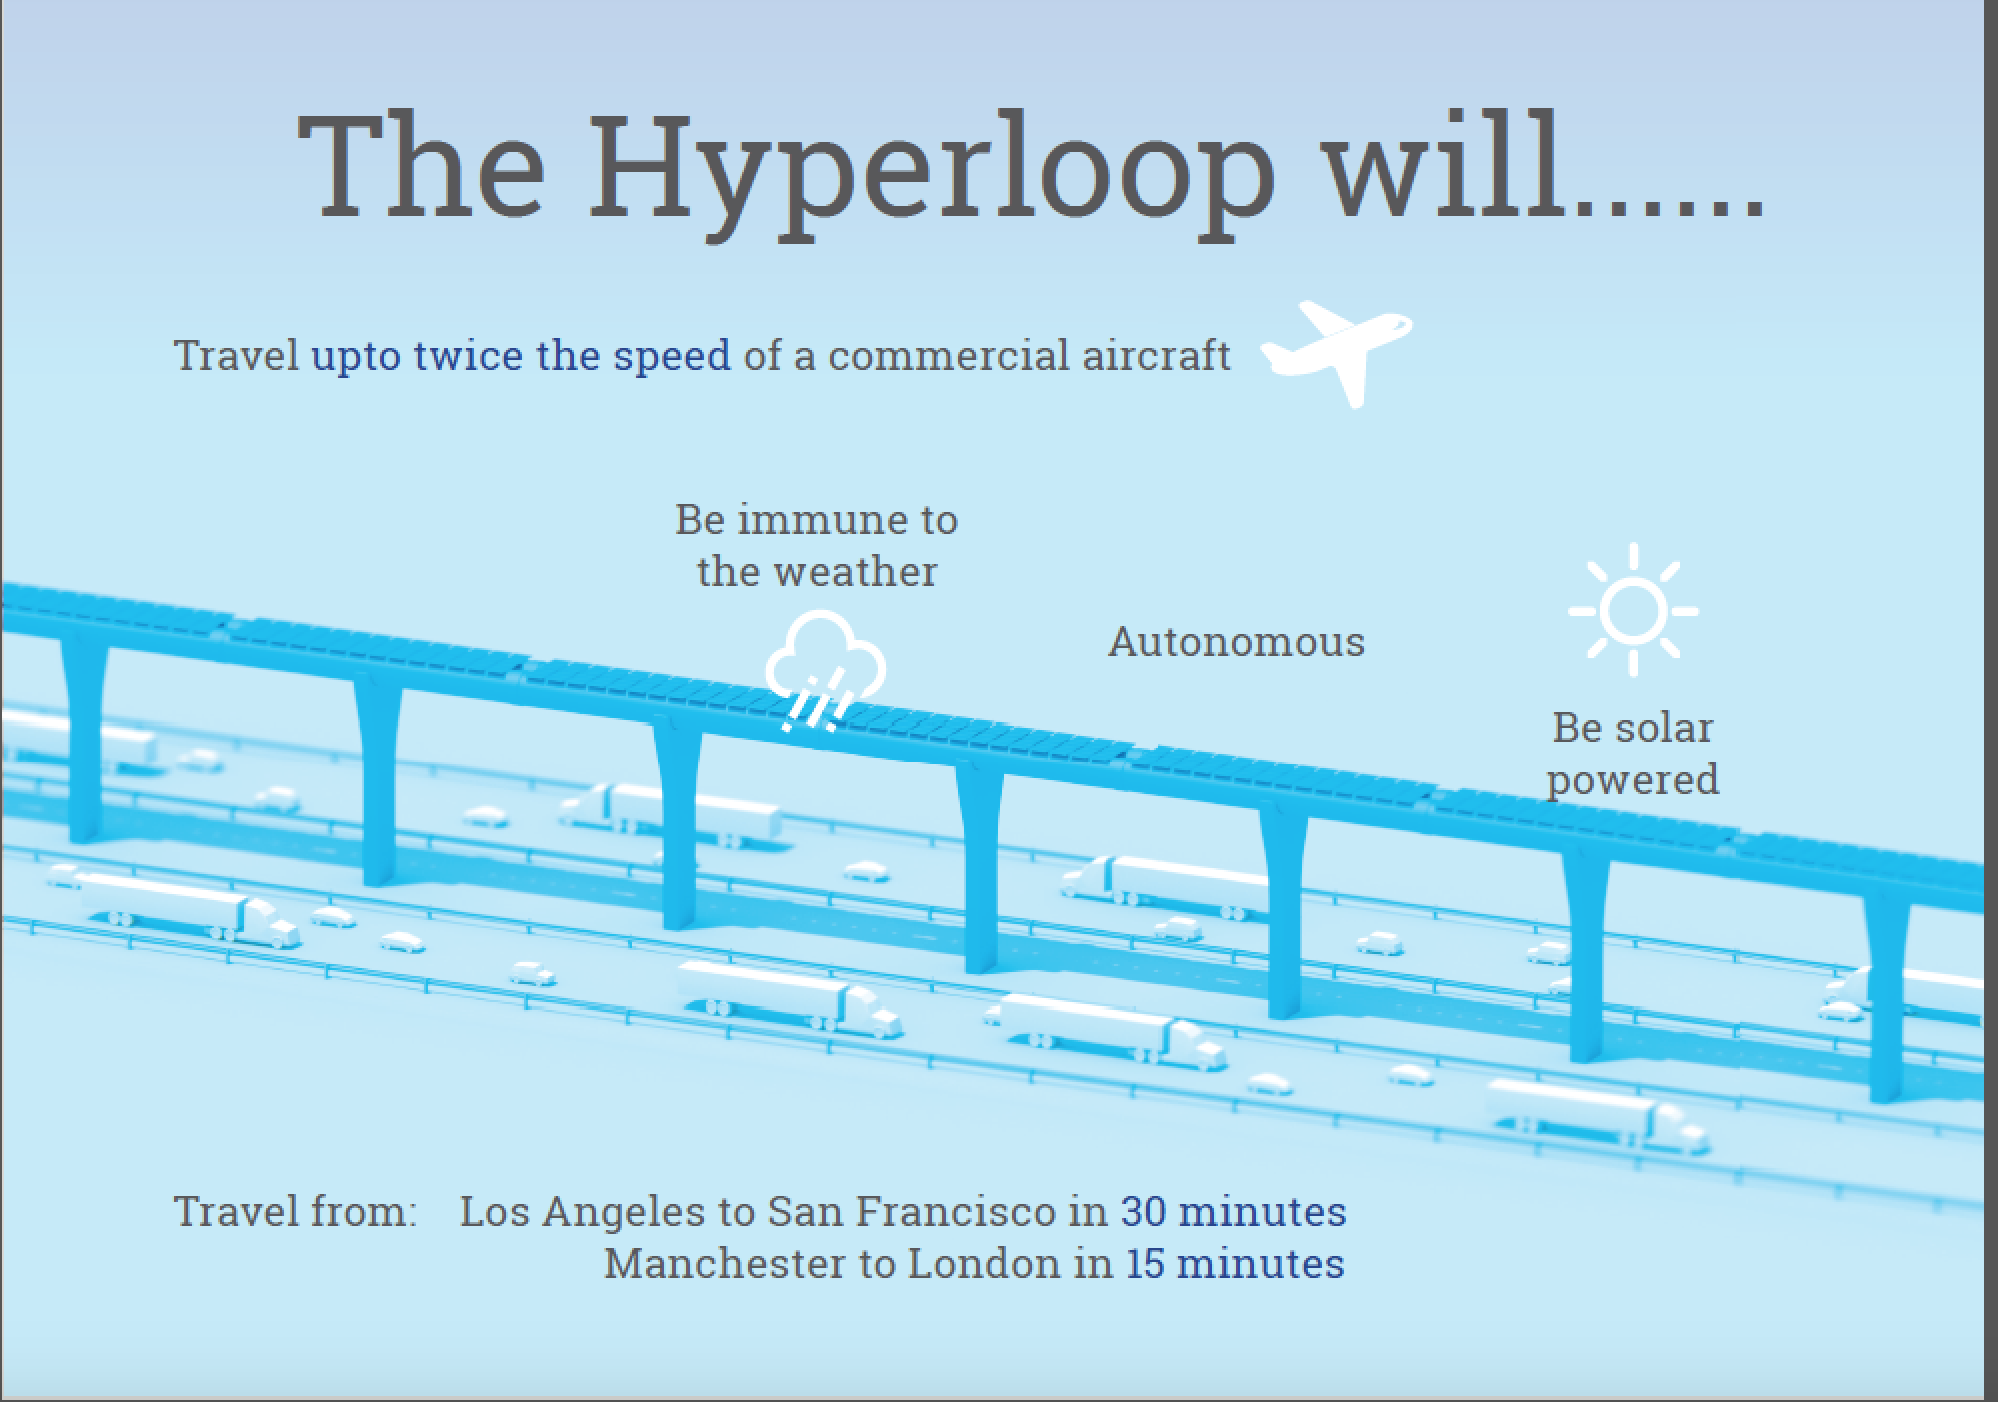 The Hyperloop will......
Travel upto twice the speed of a commercial aircraft
Be immune to
the weather
Autonomous
Be solar
powered
Travel from: Los Angeles to San Francisco in 30 minutes
Manchester to London in 15 minutes